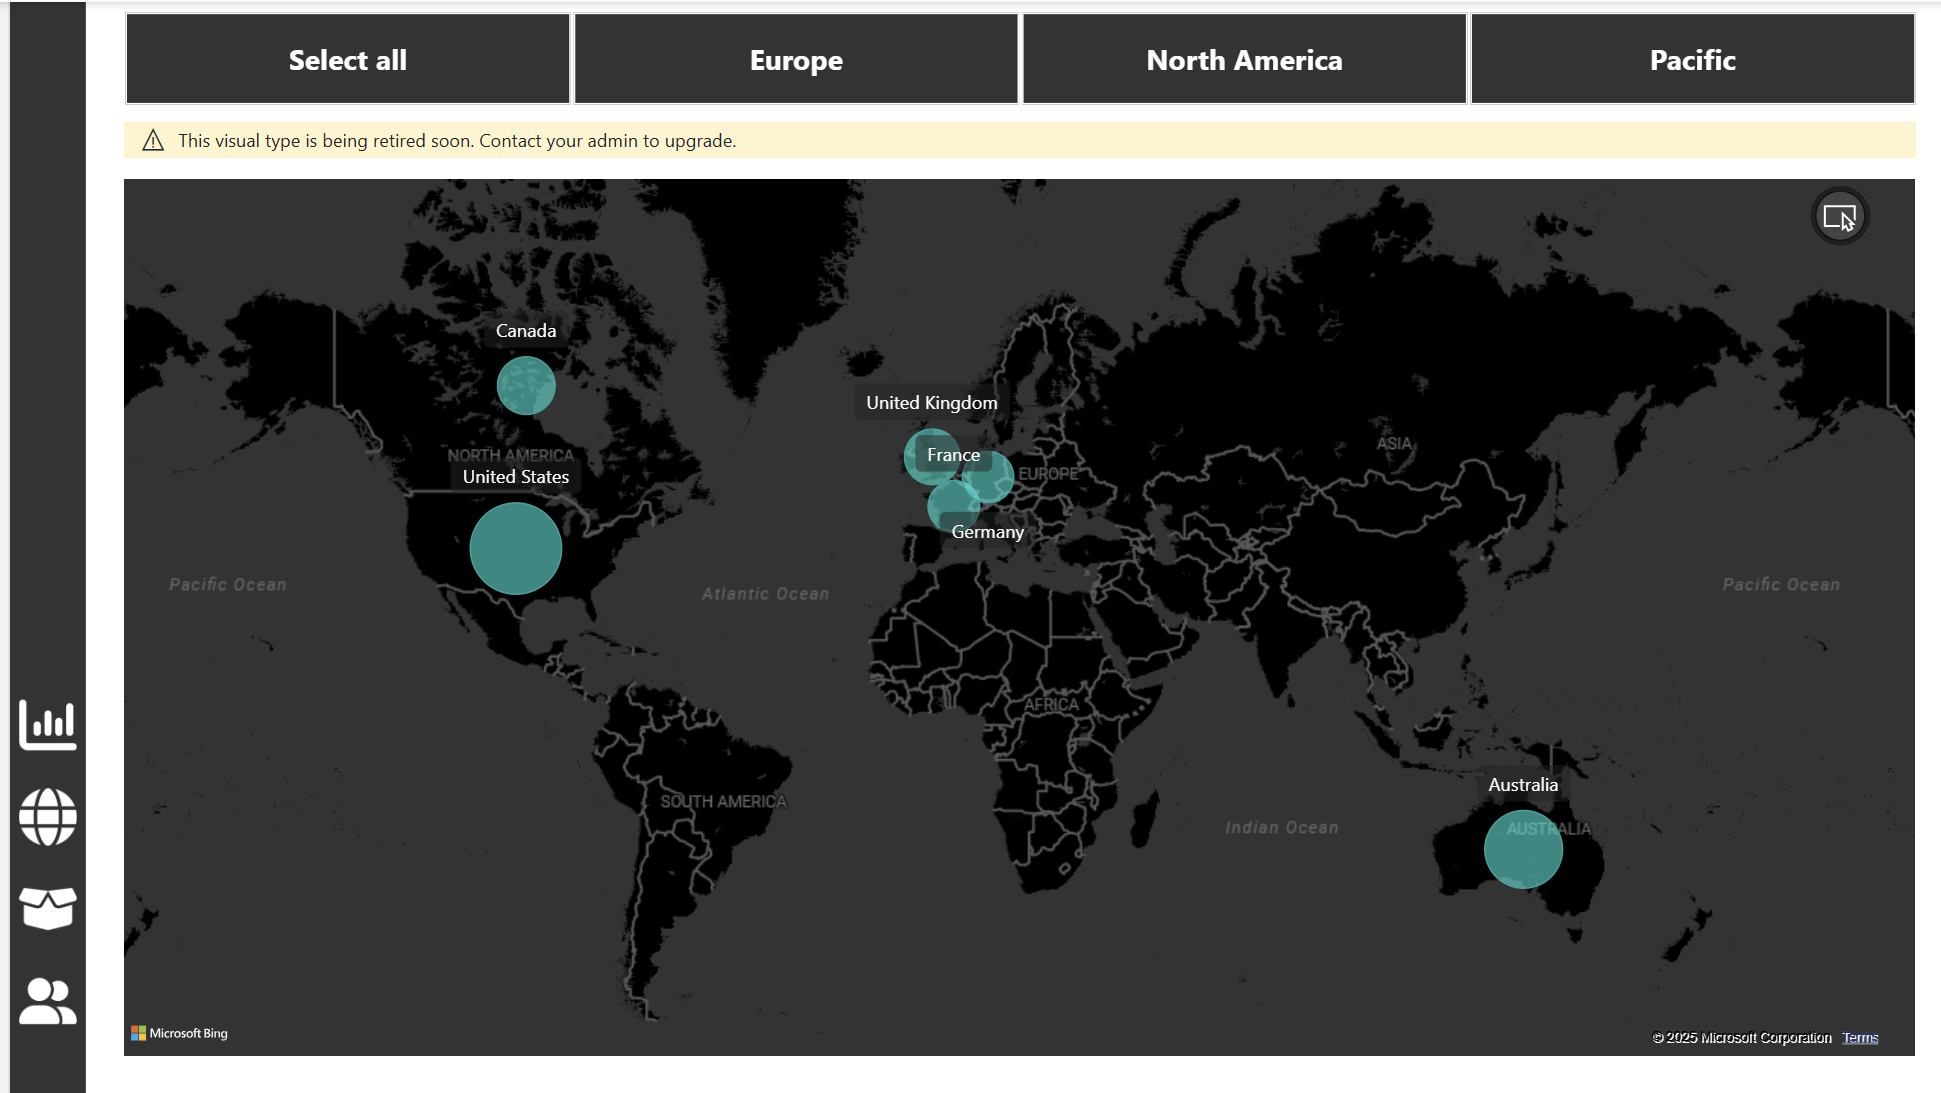 Select all
Europe
North America
Pacific
This visual type is being retired soon. Contact your admin to upgrade.
Canada
United Kingdom
NORTH AMERICA
United States
France
EUROPE
ASIA
Germany
Pacific Ocean
Atlantic Ocean
Pacific Ocean
AFRICA
SOUTH AMERICA
Australia
Indian Ocean
AUSTRALIA
Microsoft Bing
© 2025 Microsoft Corporation Terms